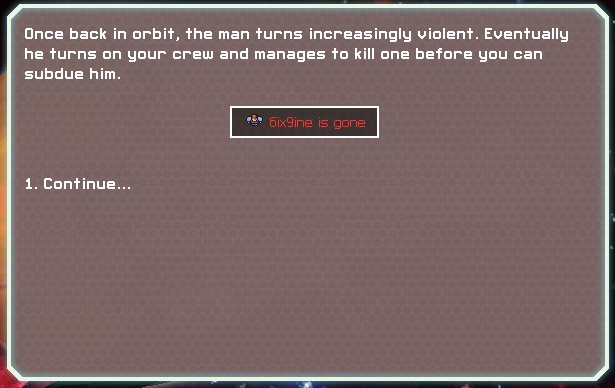 Once back in orbit, the man turns increasingly violent. Eventually
he turns on your crew and manages to kill one before you can
subdue him.
6ix9ine is gone
1. Continue...